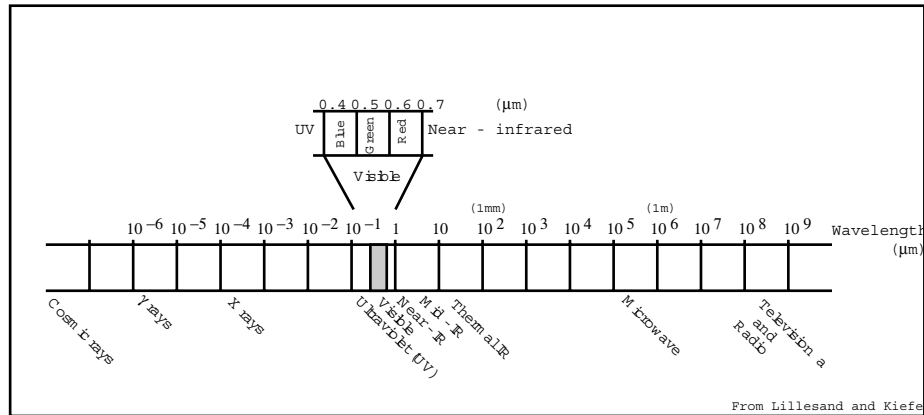 0.4 0.5 0.6 0.7 (μm)
UV Blue Green Red Near - infrared
Visible
(1mm) (1m)
10⁻⁶ 10⁻⁵ 10⁻⁴ 10⁻³ 10⁻² 10⁻¹ 1 10 10² 10³ 10⁴ 10⁵ 10⁶ 10⁷ 10⁸ 10⁹ Wavelength
(μm)
Cosmic rays
γ rays
X rays
Ultraviolet (UV)
Visible
Near-IR
Mid-IR
Thermal IR
Microwave
Television a
and
Radio
From Lillesand and Kiefe